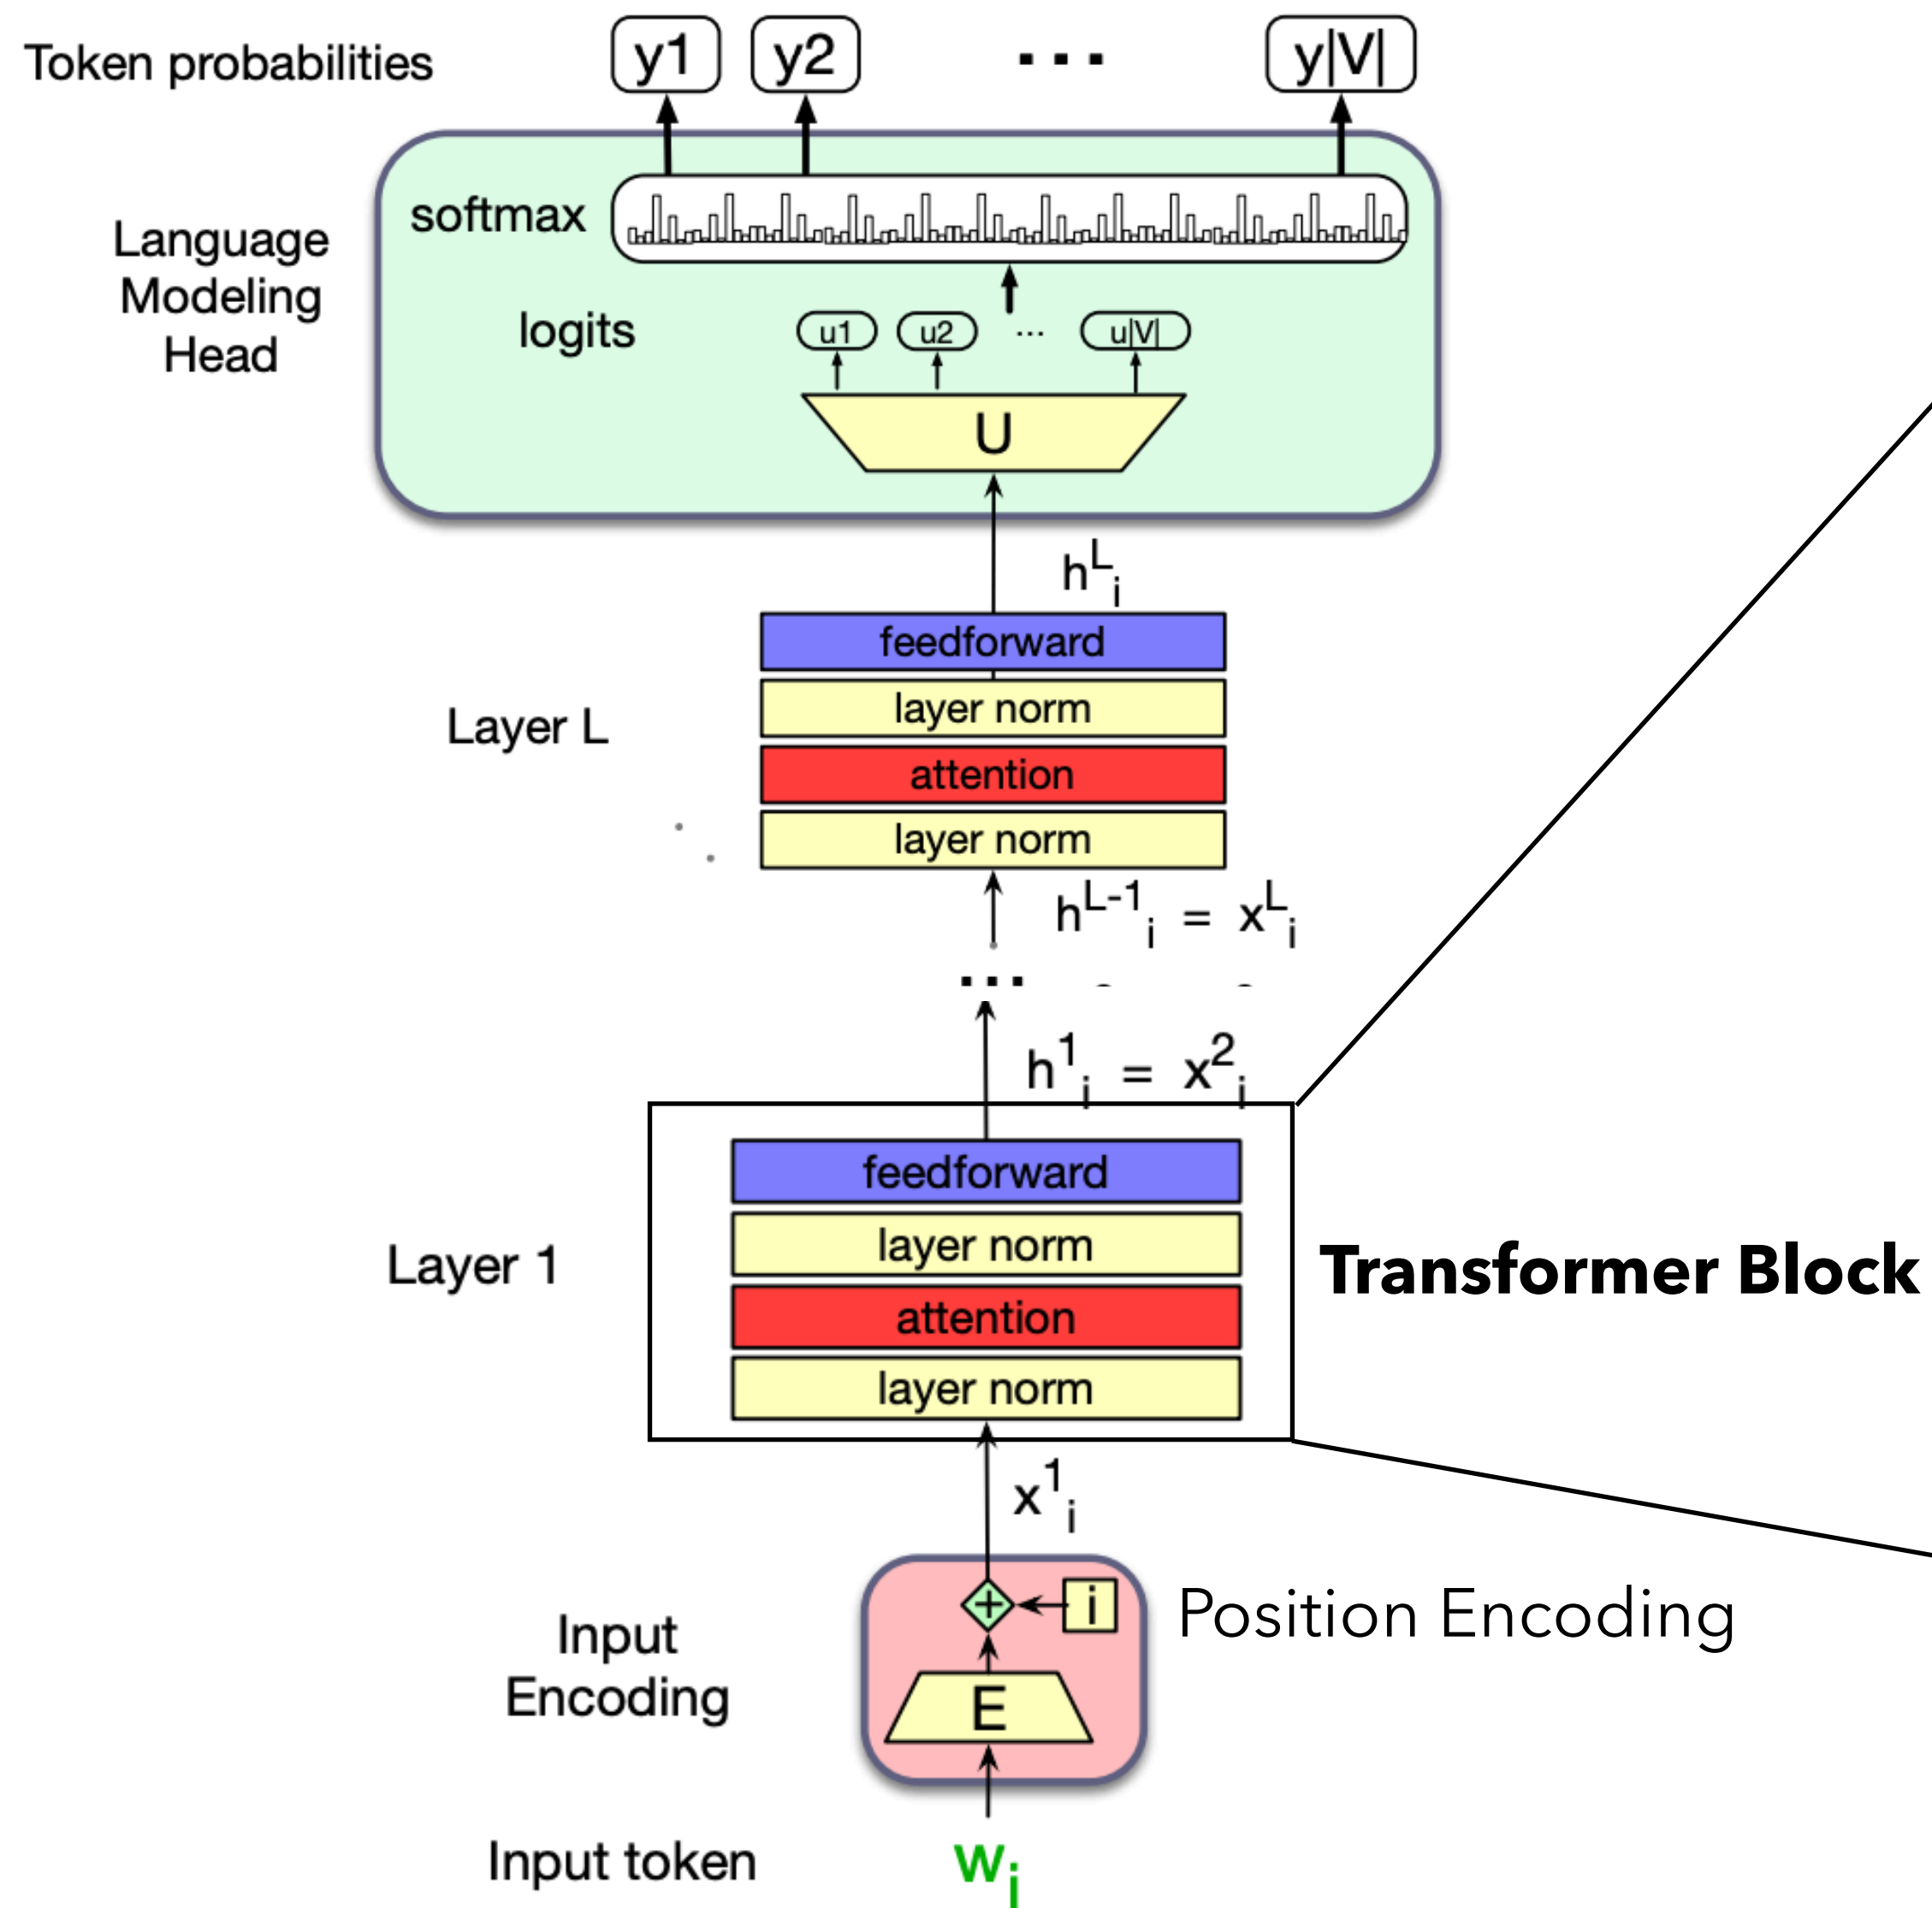 Token probabilities
y1 y2 ... y|V|
softmax
Language
Modeling
Head
logits
u1 u2 ... u|V|
U
h^L_i
feedforward
layer norm
Layer L
attention
layer norm
h^{L-1}_i = x^L_i
...
h^1_i = x^2_i
feedforward
layer norm
Layer 1
Transformer Block
attention
layer norm
x^1_i
+ i
Position Encoding
Input
Encoding
E
Input token
w_i